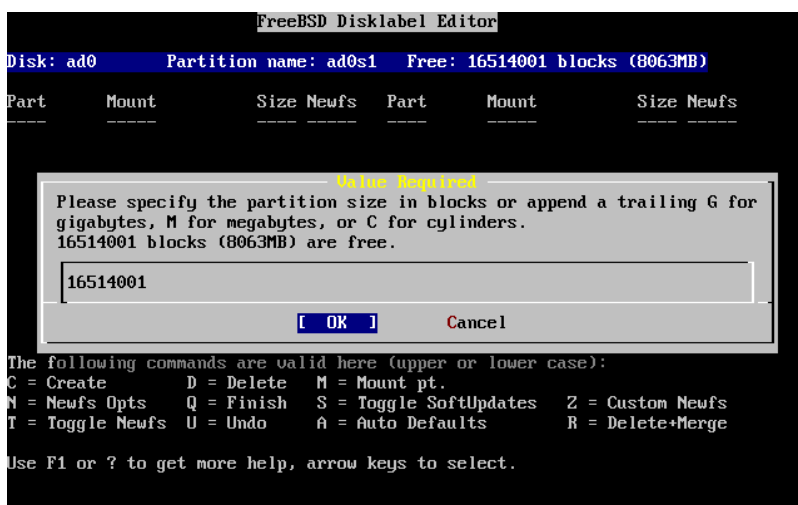 FreeBSD Disklabel Editor
Disk: ad0 Partition name: ad0s1 Free: 16514001 blocks (8063MB)
Part Mount Size Newfs Part Mount Size Newfs
---- ----- ---- ----- ---- ----- ---- -----
Value Required
Please specify the partition size in blocks or append a trailing G for
gigabytes, M for megabytes, or C for cylinders.
16514001 blocks (8063MB) are free.
16514001
[ OK ] Cancel
The following commands are valid here (upper or lower case):
C = Create D = Delete M = Mount pt.
N = Newfs Opts Q = Finish S = Toggle SoftUpdates Z = Custom Newfs
T = Toggle Newfs U = Undo A = Auto Defaults R = Delete+Merge
Use F1 or ? to get more help, arrow keys to select.